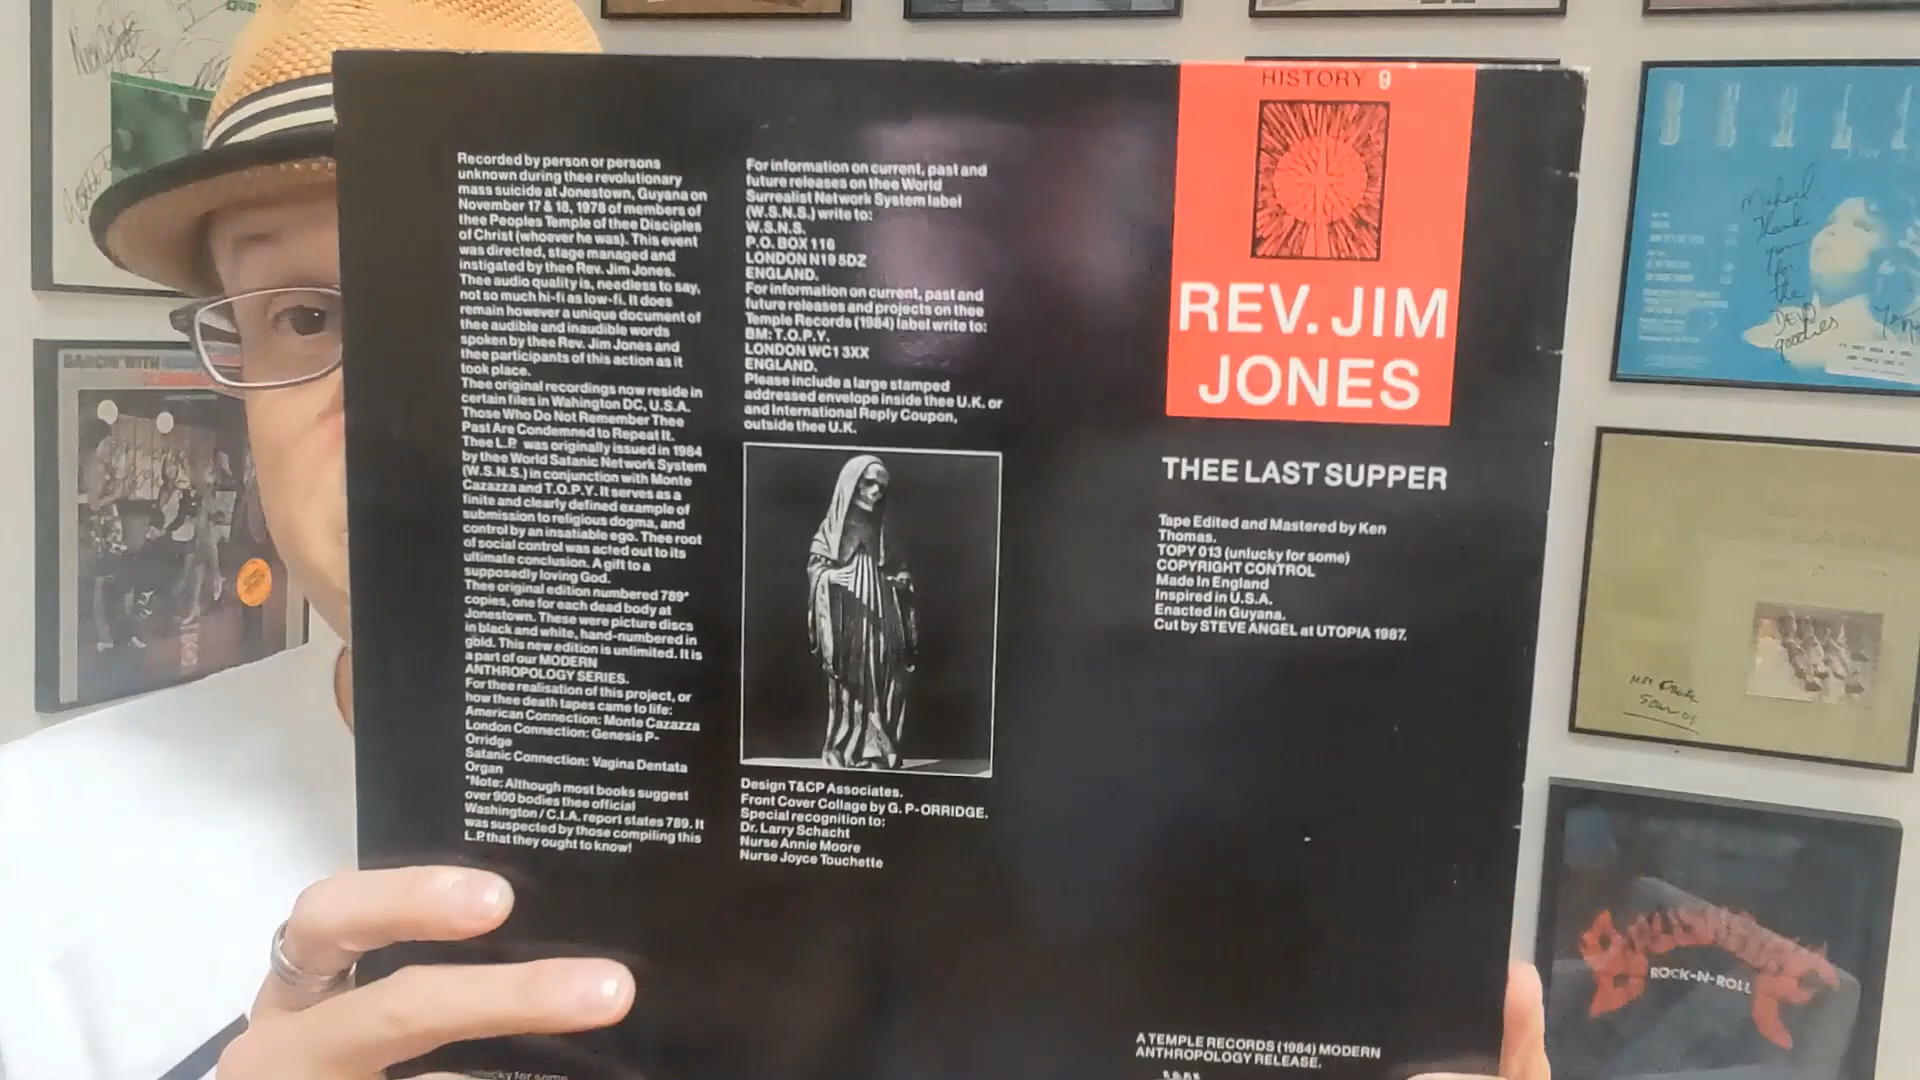 Recorded by person or persons
unknown during thee revolutionary
mass suicide at Jonestown, Guyana on
November 17 & 18, 1978 of members of
thee Peoples Temple of thee Disciples
of Christ (whoever he was). This event
was directed, stage managed and
instigated by thee Rev. Jim Jones.
Thee audio quality is, needless to say,
not so much hi-fi as low-fi. It does
remain however a unique document of
thee audible and inaudible words
spoken by thee Rev. Jim Jones and
thee participants of this action as it
took place.
Thee original recordings now reside in
certain files in Wahington DC, U.S.A.
Those Who Do Not Remember Thee
Past Are Condemned to Repeat It.
Thee L.P. was originally issued in 1984
by thee World Satanic Network System
(W.S.N.S.) in conjunction with Monte
Cazazza and T.O.P.Y. It serves as a
finite and clearly defined example of
submission to religious dogma, and
control by an insatiable ego. Thee root
of social control was acted out to its
ultimate conclusion. A gift to a
supposedly loving God.
Thee original edition numbered 789*
copies, one for each dead body at
Jonestown. These were picture discs
in black and white, hand-numbered in
gold. This new edition is unlimited. It is
a part of our MODERN
ANTHROPOLOGY SERIES.
For thee realisation of this project, or
how thee death tapes came to life:
American Connection: Monte Cazazza
London Connection: Genesis P-
Orridge
Satanic Connection: Vagina Dentata
Organ
*Note: Although most books suggest
over 900 bodies thee official
Washington / C.I.A. report states 789. It
was suspected by those compiling this
L.P. that they ought to know!
For information on current, past and
future releases on thee World
Surrealist Network System label
(W.S.N.S.) write to:
W.S.N.S.
P.O. BOX 116
LONDON N19 5DZ
ENGLAND.
For information on current, past and
future releases and projects on thee
Temple Records (1984) label write to:
BM: T.O.P.Y.
LONDON WC1 3XX
ENGLAND.
Please include a large stamped
addressed envelope inside thee U.K. or
and International Reply Coupon,
outside thee U.K.
Design T&CP Associates.
Front Cover Collage by G. P-ORRIDGE.
Special recognition to:
Dr. Larry Schacht
Nurse Annie Moore
Nurse Joyce Touchette
HISTORY 9
REV. JIM
JONES
THEE LAST SUPPER
Tape Edited and Mastered by Ken
Thomas.
TOPY 013 (unlucky for some)
COPYRIGHT CONTROL
Made In England
Inspired in U.S.A.
Enacted in Guyana.
Cut by STEVE ANGEL at UTOPIA 1987.
A TEMPLE RECORDS (1984) MODERN
ANTHROPOLOGY RELEASE.
for some
Michael,
Thank
you
for
the
DEVO
goodies
ROCK-N-ROLL